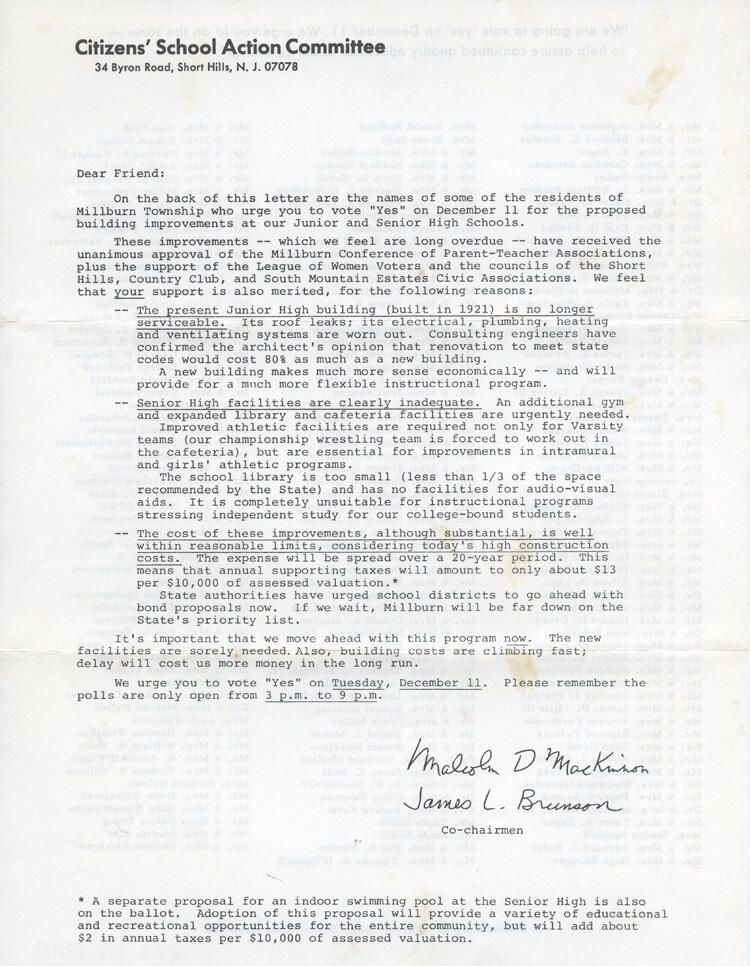 Citizens' School Action Committee
34 Byron Road, Short Hills, N. J. 07078
Dear Friend:
On the back of this letter are the names of some of the residents of
Millburn Township who urge you to vote "Yes" on December 11 for the proposed
building improvements at our Junior and Senior High Schools.
These improvements -- which we feel are long overdue -- have received the
unanimous approval of the Millburn Conference of Parent-Teacher Associations,
plus the support of the League of Women Voters and the councils of the Short
Hills, Country Club, and South Mountain Estates Civic Associations. We feel
that your support is also merited, for the following reasons:
-- The present Junior High building (built in 1921) is no longer
serviceable. Its roof leaks; its electrical, plumbing, heating
and ventilating systems are worn out. Consulting engineers have
confirmed the architect's opinion that renovation to meet state
codes would cost 80% as much as a new building.
A new building makes much more sense economically -- and will
provide for a much more flexible instructional program.
-- Senior High facilities are clearly inadequate. An additional gym
and expanded library and cafeteria facilities are urgently needed.
Improved athletic facilities are required not only for Varsity
teams (our championship wrestling team is forced to work out in
the cafeteria), but are essential for improvements in intramural
and girls' athletic programs.
The school library is too small (less than 1/3 of the space
recommended by the State) and has no facilities for audio-visual
aids. It is completely unsuitable for instructional programs
stressing independent study for our college-bound students.
-- The cost of these improvements, although substantial, is well
within reasonable limits, considering today's high construction
costs. The expense will be spread over a 20-year period. This
means that annual supporting taxes will amount to only about $13
per $10,000 of assessed valuation.*
State authorities have urged school districts to go ahead with
bond proposals now. If we wait, Millburn will be far down on the
State's priority list.
It's important that we move ahead with this program now. The new
facilities are sorely needed. Also, building costs are climbing fast;
delay will cost us more money in the long run.
We urge you to vote "Yes" on Tuesday, December 11. Please remember the
polls are only open from 3 p.m. to 9 p.m.
Malcolm D MacKinnon
James L. Brunson
Co-chairmen
* A separate proposal for an indoor swimming pool at the Senior High is also
on the ballot. Adoption of this proposal will provide a variety of educational
and recreational opportunities for the entire community, but will add about
$2 in annual taxes per $10,000 of assessed valuation.